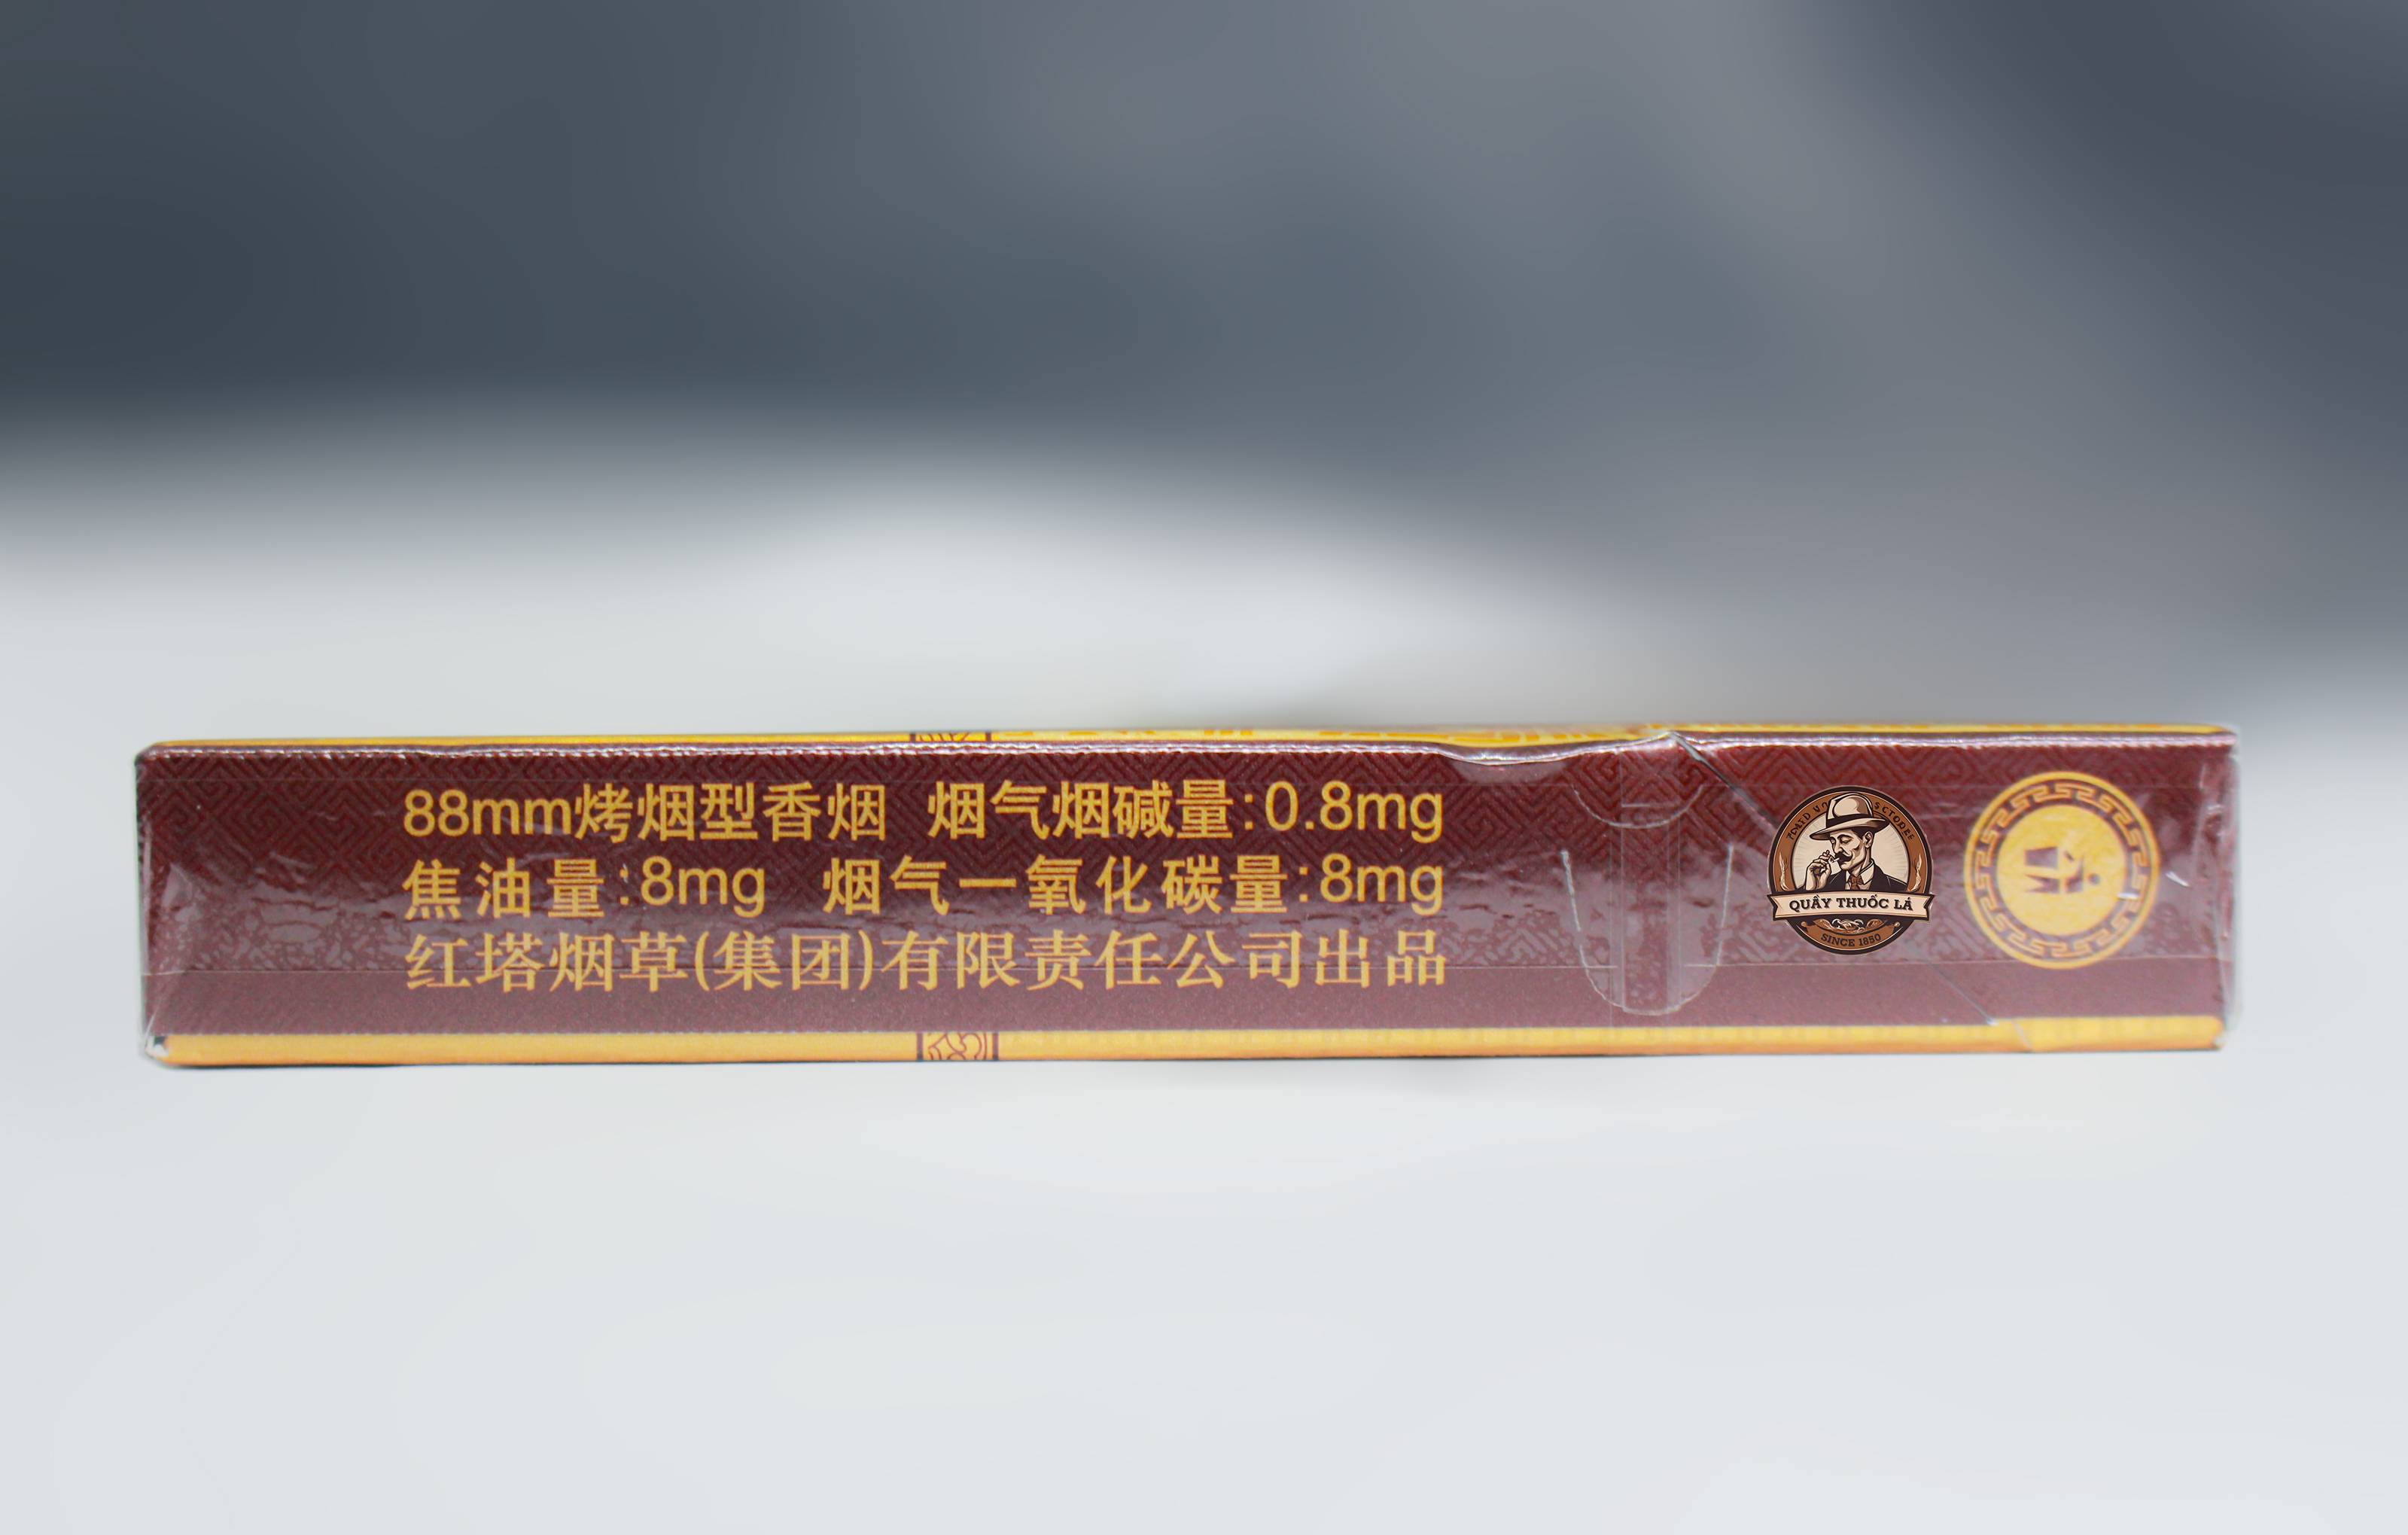 88mm烤烟型香烟 烟气烟碱量:0.8mg
焦油量:8mg 烟气一氧化碳量:8mg
红塔烟草(集团)有限责任公司出品
QUẦY THUỐC LÁ
SINCE 1850